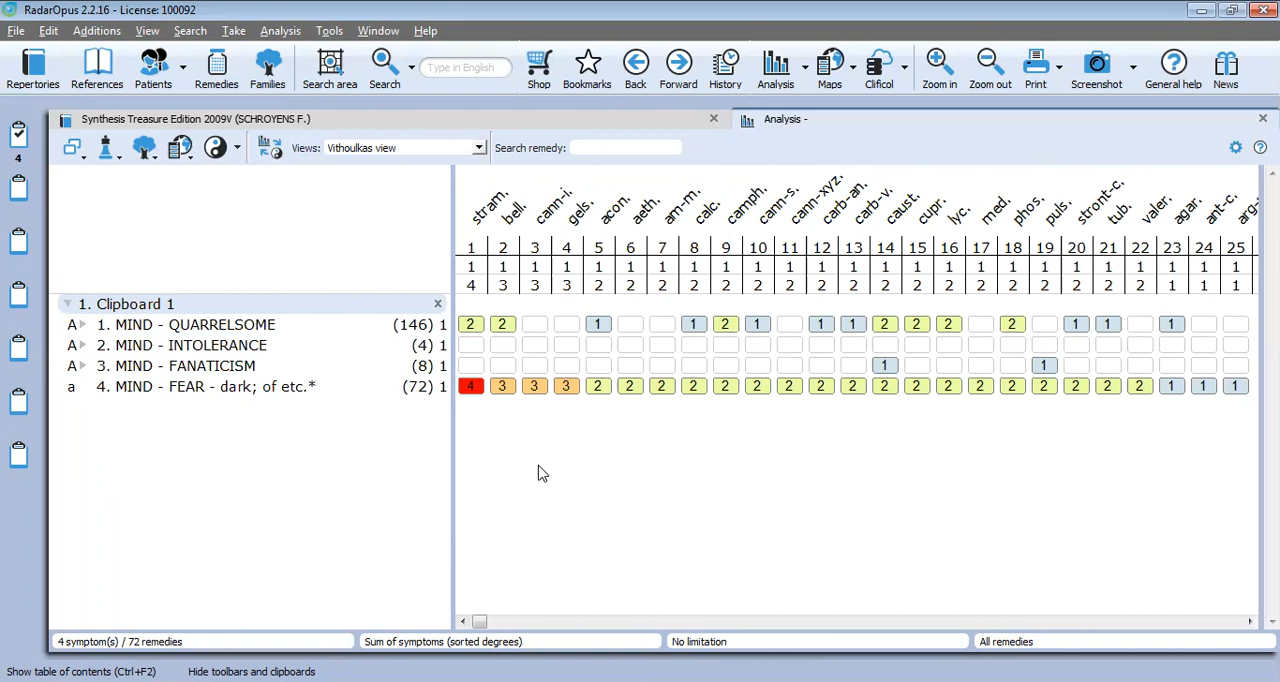 RadarOpus 2.2.16 - License: 100092
File Edit Additions View Search Take Analysis Tools Window Help
Repertories References Patients Remedies Families Search area Search Type in English Shop Bookmarks Back Forward History Analysis Maps Clificol Zoom in Zoom out Print Screenshot General help News
4
Synthesis Treasure Edition 2009V (SCHROYENS F.)
Analysis -
Views: Vithoulkas view Search remedy:
stram. bell. cann-i. gels. acon. aeth. am-m. calc. camph. cann-s. cann-xyz. carb-an. carb-v. caust. cupr. lyc. med. phos. puls. stront-c. tub. valer. agar. ant-c.
1 2 3 4 5 6 7 8 9 10 11 12 13 14 15 16 17 18 19 20 21 22 23 24 25
1 1 1 1 1 1 1 1 1 1 1 1 1 1 1 1 1 1 1 1 1 1 1 1 1
4 3 3 3 2 2 2 2 2 2 2 2 2 2 2 2 2 2 2 2 2 2 2 2 2
1. Clipboard 1 x
A 1. MIND - QUARRELSOME (146) 1 2 2 1 1 2 1 1 1 2 2 2 2 1 1 1
A 2. MIND - INTOLERANCE (4) 1
A 3. MIND - FANATICISM (8) 1 1 1
a 4. MIND - FEAR - dark; of etc.* (72) 1 4 3 3 3 2 2 2 2 2 2 2 2 2 2 2 2 2 2 2 2 2 2 1 1 1
4 symptom(s) / 72 remedies Sum of symptoms (sorted degrees) No limitation All remedies
Show table of contents (Ctrl+F2) Hide toolbars and clipboards